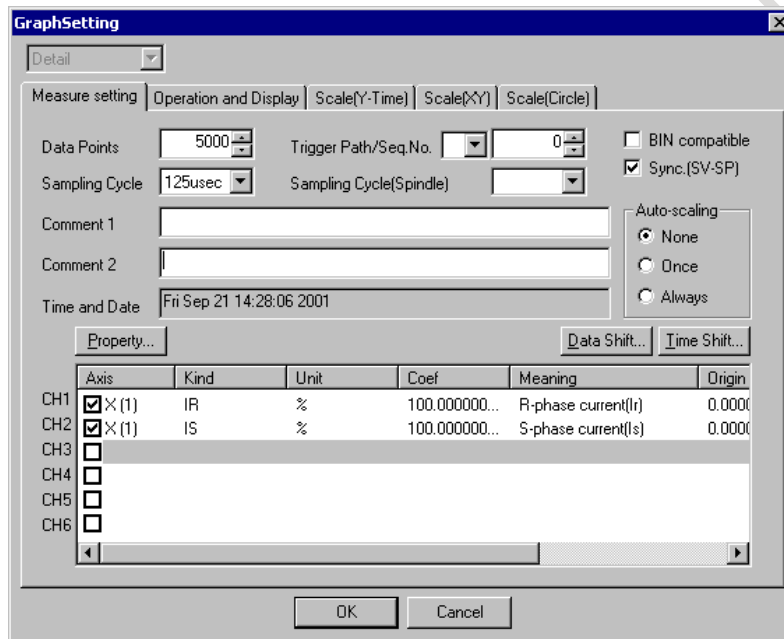 GraphSetting
Detail
Measure setting Operation and Display Scale(Y-Time) Scale(XY) Scale(Circle)
Data Points 5000 Trigger Path/Seq.No. 0 BIN compatible
Sampling Cycle 125usec Sampling Cycle(Spindle) Sync.(SV-SP)
Comment 1
Comment 2
Auto-scaling
None
Once
Always
Time and Date Fri Sep 21 14:28:06 2001
Property... Data Shift... Time Shift...
Axis Kind Unit Coef Meaning Origin
CH1 X (1) IR % 100.000000... R-phase current(Ir) 0.000
CH2 X (1) IS % 100.000000... S-phase current(Is) 0.000
CH3
CH4
CH5
CH6
OK Cancel